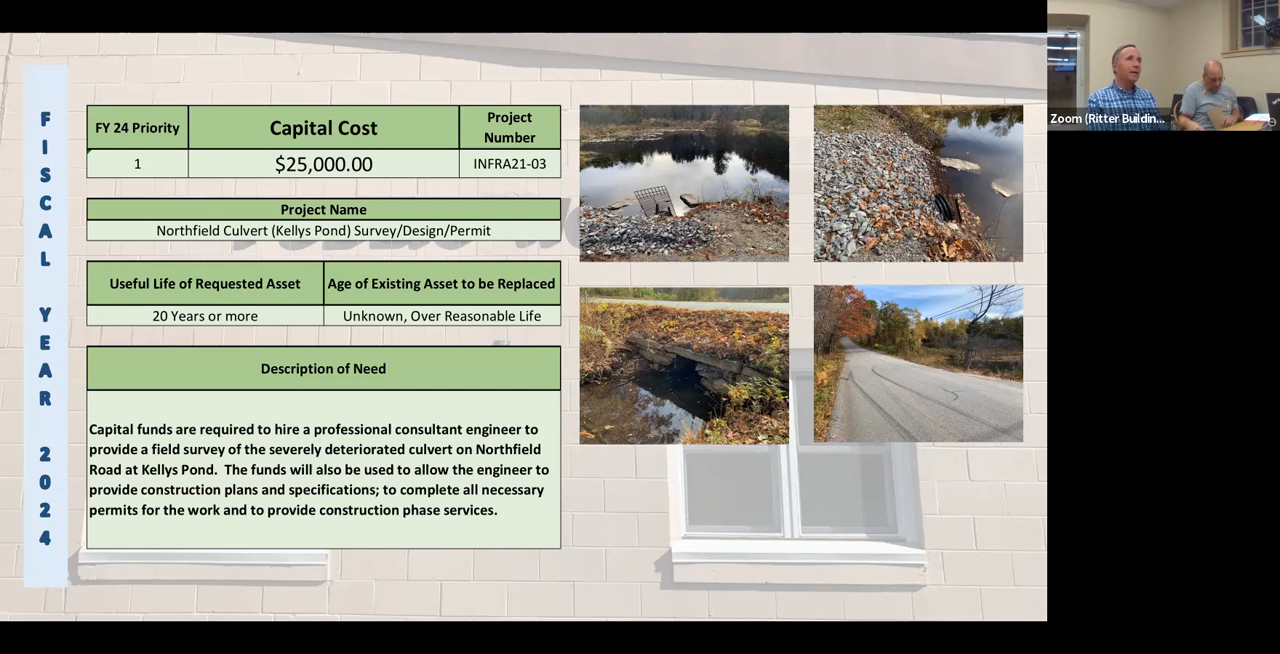 FISCAL YEAR 2024
FY 24 Priority
Capital Cost
Project
Number
1
$25,000.00
INFRA21-03
Project Name
Northfield Culvert (Kellys Pond) Survey/Design/Permit
Useful Life of Requested Asset
Age of Existing Asset to be Replaced
20 Years or more
Unknown, Over Reasonable Life
Description of Need
Capital funds are required to hire a professional consultant engineer to
provide a field survey of the severely deteriorated culvert on Northfield
Road at Kellys Pond.  The funds will also be used to allow the engineer to
provide construction plans and specifications; to complete all necessary
permits for the work and to provide construction phase services.
Zoom (Ritter Buildin...